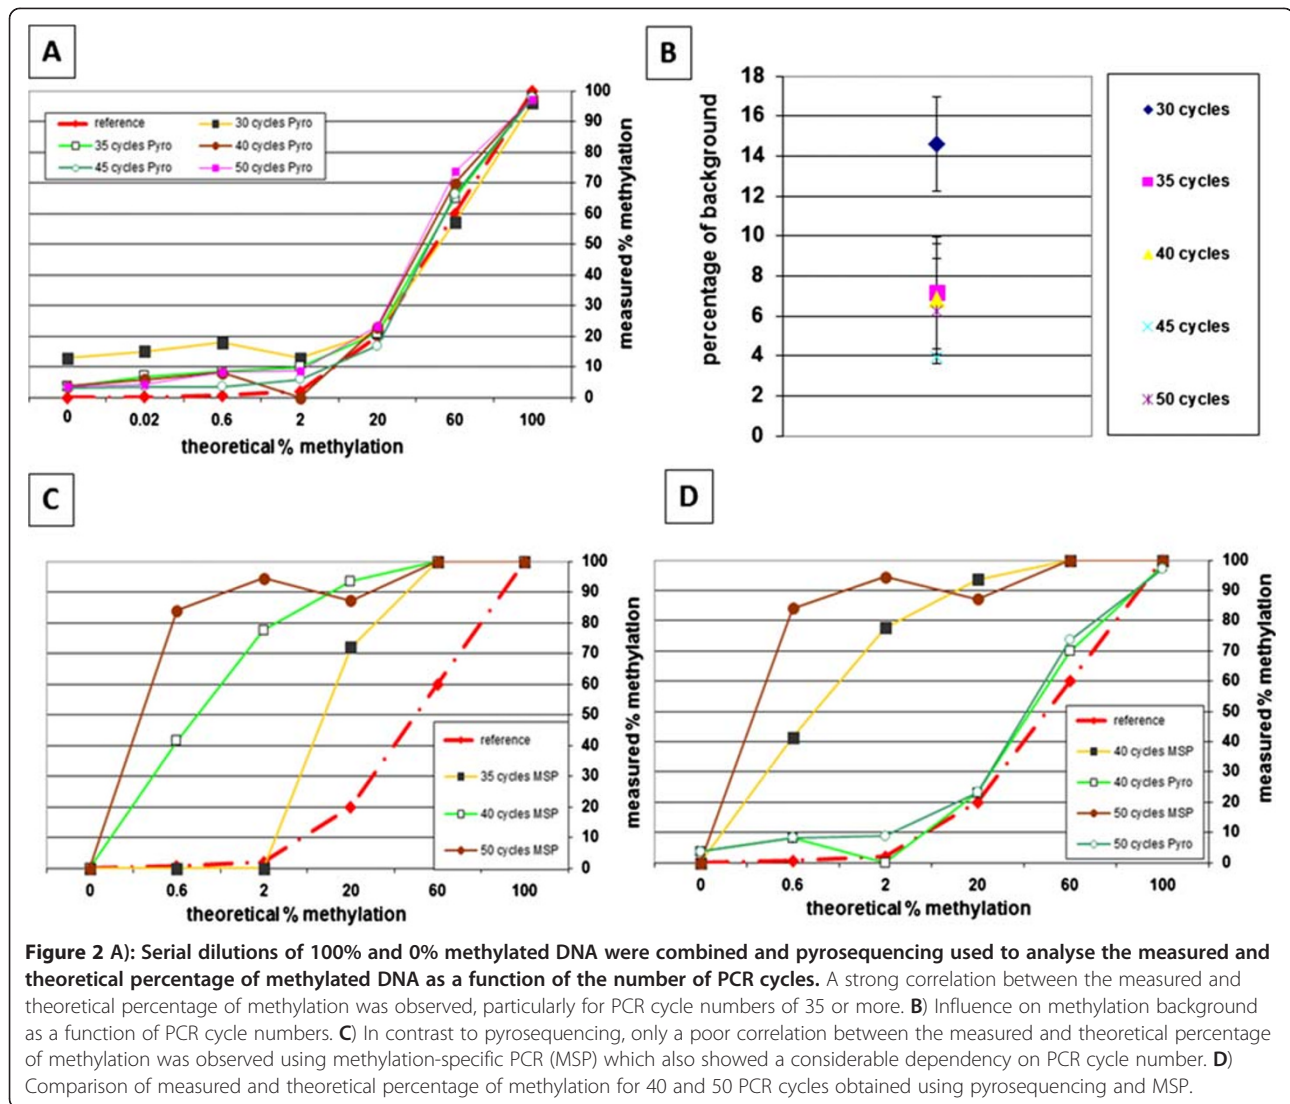 A
reference
30 cycles Pyro
35 cycles Pyro
40 cycles Pyro
45 cycles Pyro
50 cycles Pyro
100
90
80
70
60
50
40
30
20
10
0
measured % methylation
0 0.02 0.6 2 20 60 100
theoretical % methylation
B
percentage of background
18
16
14
12
10
8
6
4
2
0
30 cycles
35 cycles
40 cycles
45 cycles
50 cycles
C
100
90
80
70
60
50
40
30
20
10
0
measured % methylation
reference
35 cycles MSP
40 cycles MSP
50 cycles MSP
0 0.6 2 20 60 100
theoretical % methylation
D
100
90
80
70
60
50
40
30
20
10
0
measured % methylation
reference
40 cycles MSP
40 cycles Pyro
50 cycles MSP
50 cycles Pyro
0 0.6 2 20 60 100
theoretical % methylation
Figure 2 A): Serial dilutions of 100% and 0% methylated DNA were combined and pyrosequencing used to analyse the measured and
theoretical percentage of methylated DNA as a function of the number of PCR cycles. A strong correlation between the measured and
theoretical percentage of methylation was observed, particularly for PCR cycle numbers of 35 or more. B) Influence on methylation background
as a function of PCR cycle numbers. C) In contrast to pyrosequencing, only a poor correlation between the measured and theoretical percentage
of methylation was observed using methylation-specific PCR (MSP) which also showed a considerable dependency on PCR cycle number. D)
Comparison of measured and theoretical percentage of methylation for 40 and 50 PCR cycles obtained using pyrosequencing and MSP.